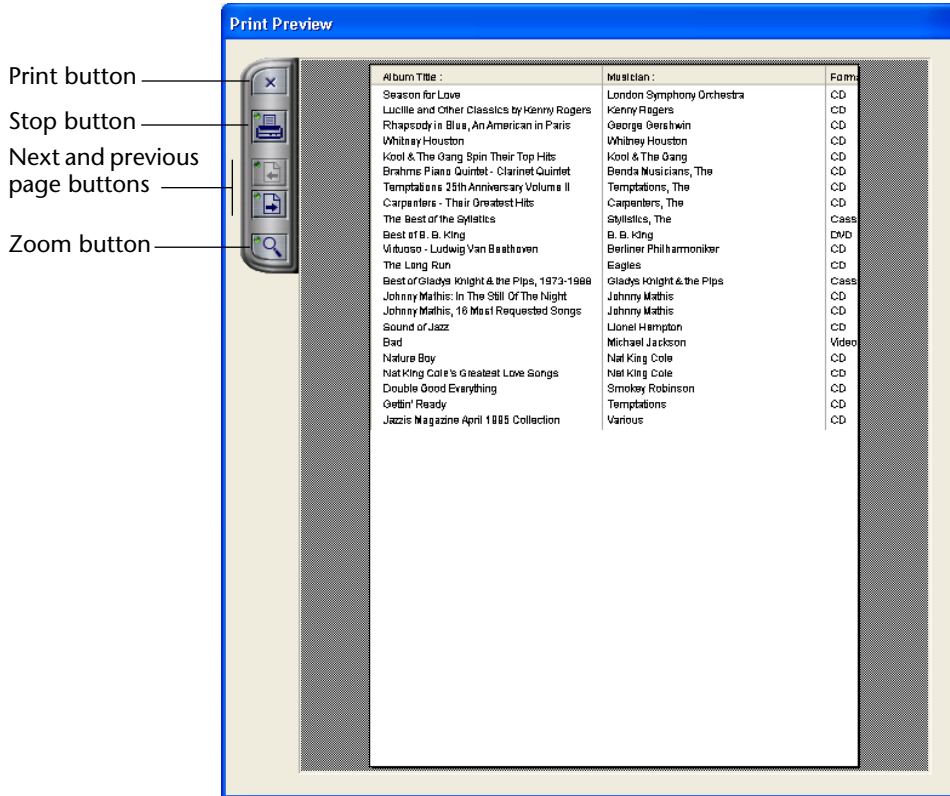 Print Preview
Print button
Stop button
Next and previous
page buttons
Zoom button
Album Title : Musician : Forma
Season for Love London Symphony Orchestra CD
Lucille and Other Classics by Kenny Rogers Kenny Rogers CD
Rhapsody in Blue, An American in Paris George Gershwin CD
Whitney Houston Whitney Houston CD
Kool & The Gang Spin Their Top Hits Kool & The Gang CD
Brahms Piano Quintet - Clarinet Quintet Benda Musicians, The CD
Temptations 25th Anniversary Volume II Temptations, The CD
Carpenters - Their Greatest Hits Carpenters, The CD
The Best of the Sylistics Stylistics, The Cass
Best of B. B. King B. B. King DVD
Virtuoso - Ludwig Van Beethoven Berliner Philharmoniker CD
The Long Run Eagles CD
Best of Gladys Knight & the Pips, 1973-1988 Gladys Knight & the Pips Cass
Johnny Mathis: In The Still Of The Night Johnny Mathis CD
Johnny Mathis, 16 Most Requested Songs Johnny Mathis CD
Sound of Jazz Lionel Hampton CD
Bad Michael Jackson Video
Nature Boy Nat King Cole CD
Nat King Cole's Greatest Love Songs Nat King Cole CD
Double Good Everything Smokey Robinson CD
Gettin' Ready Temptations CD
Jazzis Magazine April 1995 Collection Various CD